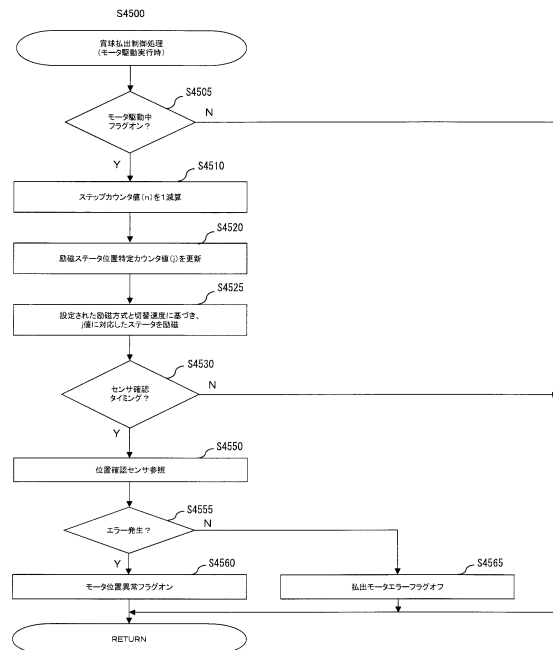 S4500
賞球払出制御処理
(モータ駆動実行時)
S4505
モータ駆動中
フラグオン？
N
Y
S4510
ステップカウンタ値(n)を1減算
S4520
励磁ステータ位置特定カウンタ値(j)を更新
S4525
設定された励磁方式と切替速度に基づき、
j値に対応したステータを励磁
S4530
センサ確認
タイミング？
N
Y
S4550
位置確認センサ参照
S4555
エラー発生？
N
Y
S4560
モータ位置異常フラグオン
S4565
払出モータエラーフラグオフ
RETURN